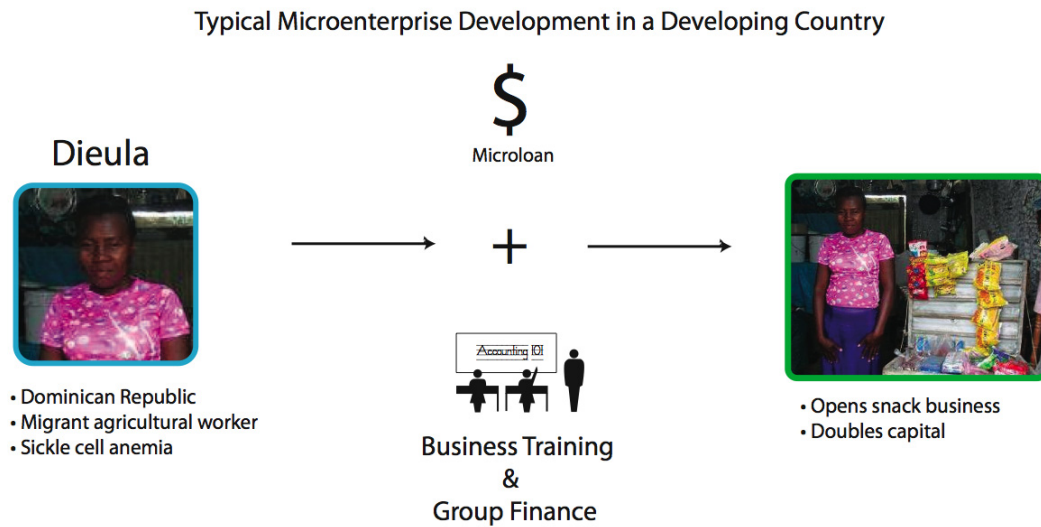 Typical Microenterprise Development in a Developing Country
$
Microloan
Dieula
+
Accounting 101
• Dominican Republic
• Migrant agricultural worker
• Sickle cell anemia
Business Training
&
Group Finance
• Opens snack business
• Doubles capital